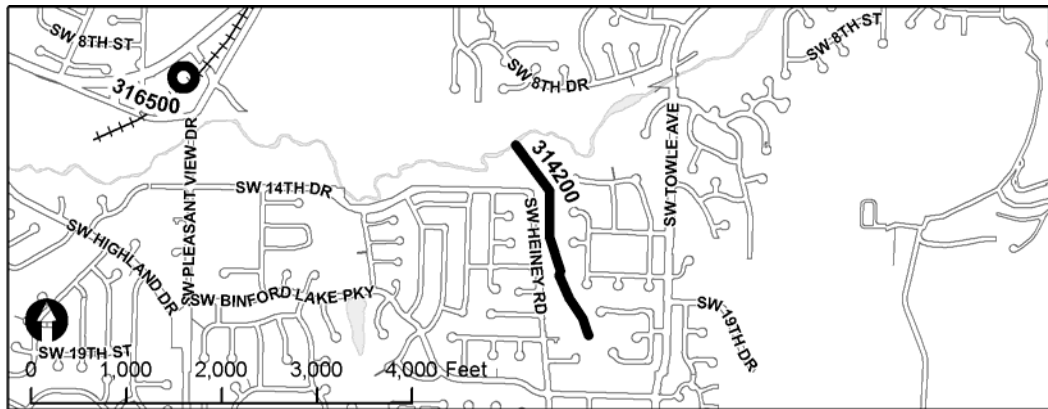 SW 8TH ST
316500
SW PLEASANT VIEW DR
SW 8TH DR
SW 8TH ST
SW TOWLE AVE
314200
SW 14TH DR
SW HEINEY RD
SW HIGHLAND DR
SW BINFORD LAKE PKY
SW 19TH DR
SW 19TH ST
0 1,000 2,000 3,000 4,000 Feet